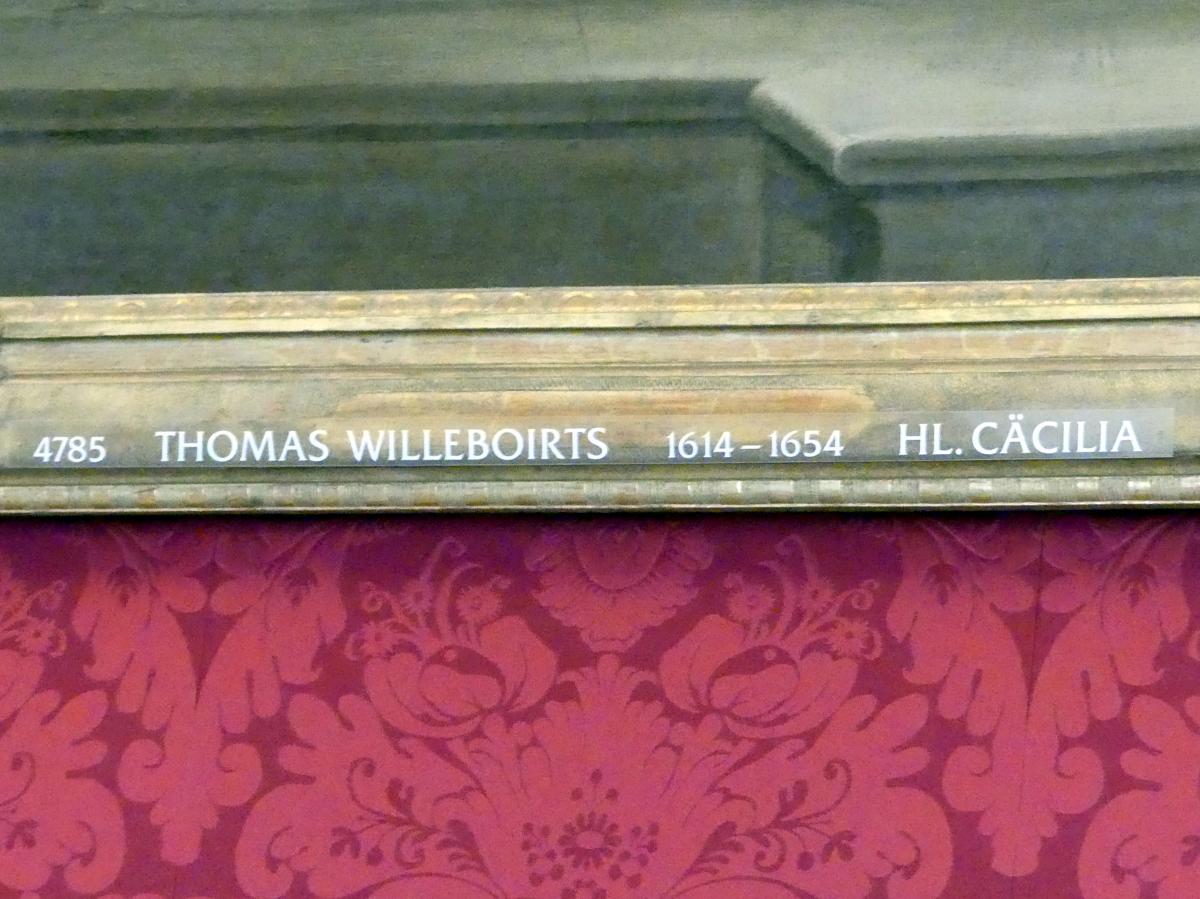 4785 THOMAS WILLEBOIRTS 1614–1654 HL. CÄCILIA